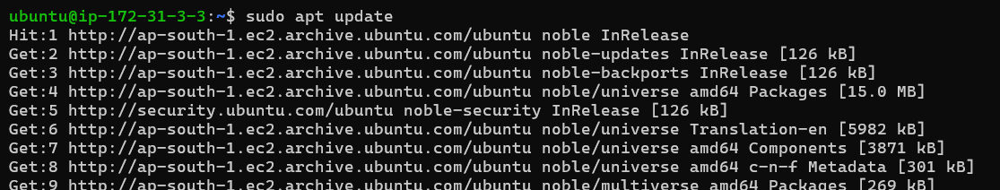 ubuntu@ip-172-31-3-3:~$ sudo apt update
Hit:1 http://ap-south-1.ec2.archive.ubuntu.com/ubuntu noble InRelease
Get:2 http://ap-south-1.ec2.archive.ubuntu.com/ubuntu noble-updates InRelease [126 kB]
Get:3 http://ap-south-1.ec2.archive.ubuntu.com/ubuntu noble-backports InRelease [126 kB]
Get:4 http://ap-south-1.ec2.archive.ubuntu.com/ubuntu noble/universe amd64 Packages [15.0 MB]
Get:5 http://security.ubuntu.com/ubuntu noble-security InRelease [126 kB]
Get:6 http://ap-south-1.ec2.archive.ubuntu.com/ubuntu noble/universe Translation-en [5982 kB]
Get:7 http://ap-south-1.ec2.archive.ubuntu.com/ubuntu noble/universe amd64 Components [3871 kB]
Get:8 http://ap-south-1.ec2.archive.ubuntu.com/ubuntu noble/universe amd64 c-n-f Metadata [301 kB]
Get:9 http://ap-south-1.ec2.archive.ubuntu.com/ubuntu noble/multiverse amd64 Packages [269 kB]